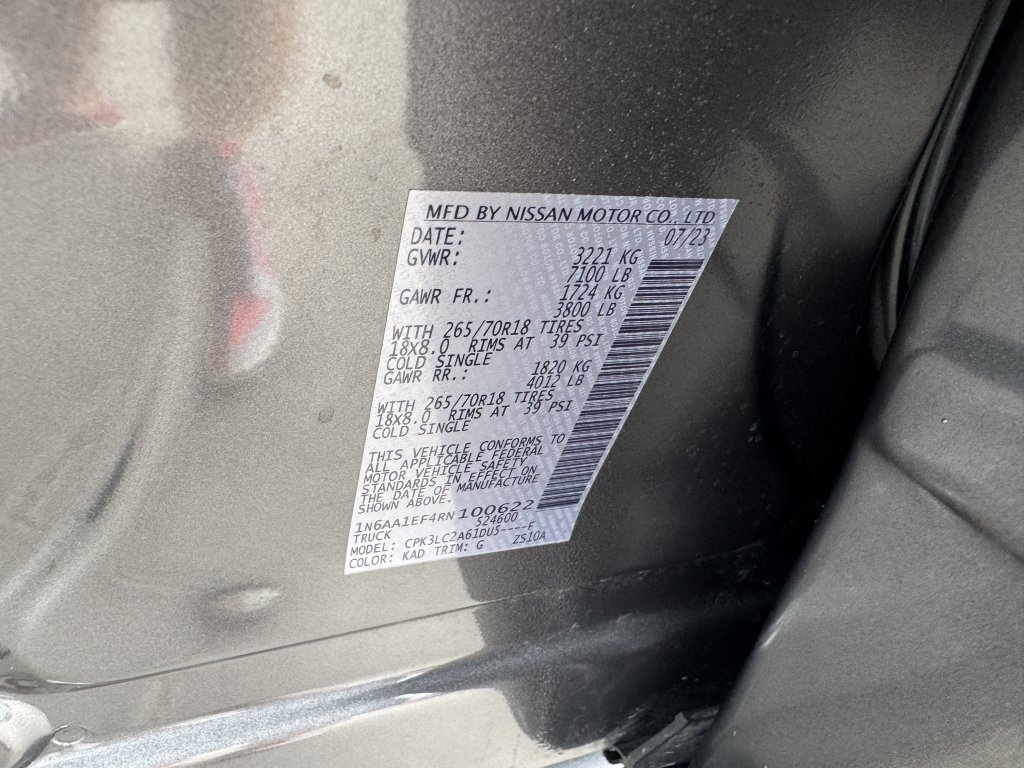 MFD BY NISSAN MOTOR CO., LTD
DATE: 07/23
GVWR: 3221 KG
7100 LB
GAWR FR.: 1724 KG
3800 LB
WITH 265/70R18 TIRES
18X8.0 RIMS AT 39 PSI
COLD SINGLE
GAWR RR.: 1820 KG
4012 LB
WITH 265/70R18 TIRES
18X8.0 RIMS AT 39 PSI
COLD SINGLE
THIS VEHICLE CONFORMS TO
ALL APPLICABLE FEDERAL
MOTOR VEHICLE SAFETY
STANDARDS IN EFFECT ON
THE DATE OF MANUFACTURE
SHOWN ABOVE.
1N6AA1EF4RN100622
TRUCK 524600
MODEL: CPK3LC2A61DU5----F
COLOR: KAD TRIM: G ZS10A